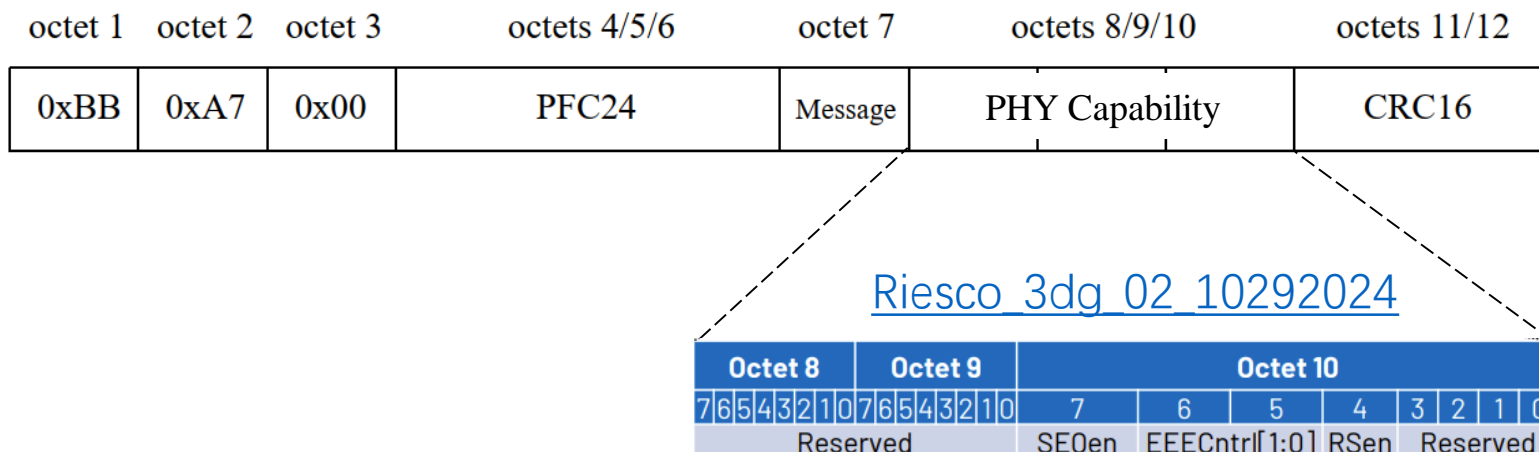 octet 1 octet 2 octet 3 octets 4/5/6 octet 7 octets 8/9/10 octets 11/12
0xBB 0xA7 0x00 PFC24 Message PHY Capability CRC16
Riesco_3dg_02_10292024
Octet 8 Octet 9 Octet 10
7 6 5 4 3 2 1 0 7 6 5 4 3 2 1 0 7 6 5 4 3 2 1 0
Reserved SEQen EEECntrl[1:0] RSen Reserved